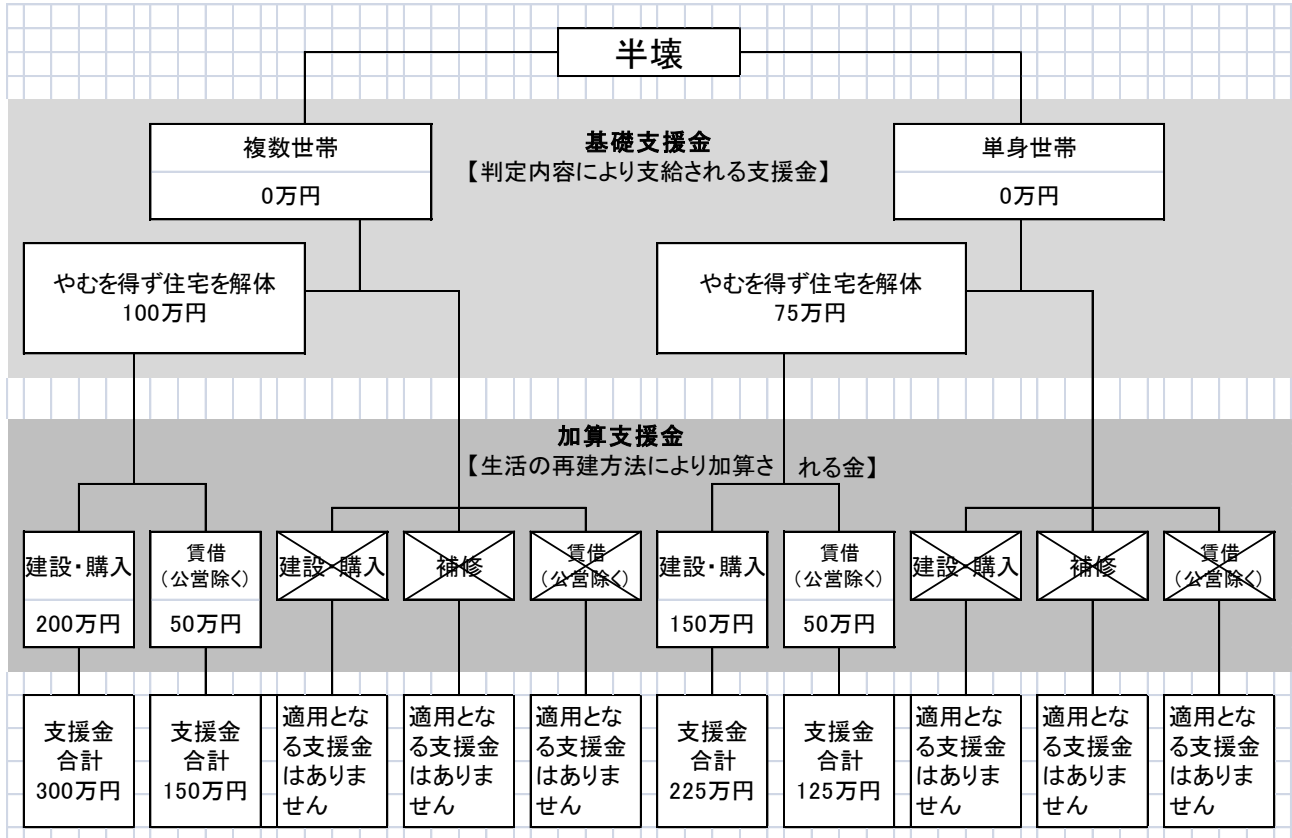 半壊
基礎支援金
【判定内容により支給される支援金】
複数世帯
0万円
単身世帯
0万円
やむを得ず住宅を解体
100万円
やむを得ず住宅を解体
75万円
加算支援金
【生活の再建方法により加算さ れる金】
建設・購入
200万円
賃借
(公営除く)
50万円
建設・購入
補修
賃借
(公営除く)
建設・購入
150万円
賃借
(公営除く)
50万円
建設・購入
補修
賃借
(公営除く)
支援金
合計
300万円
支援金
合計
150万円
適用とな
る支援金
はありま
せん
適用とな
る支援金
はありま
せん
適用とな
る支援金
はありま
せん
支援金
合計
225万円
支援金
合計
125万円
適用とな
る支援金
はありま
せん
適用とな
る支援金
はありま
せん
適用とな
る支援金
はありま
せん